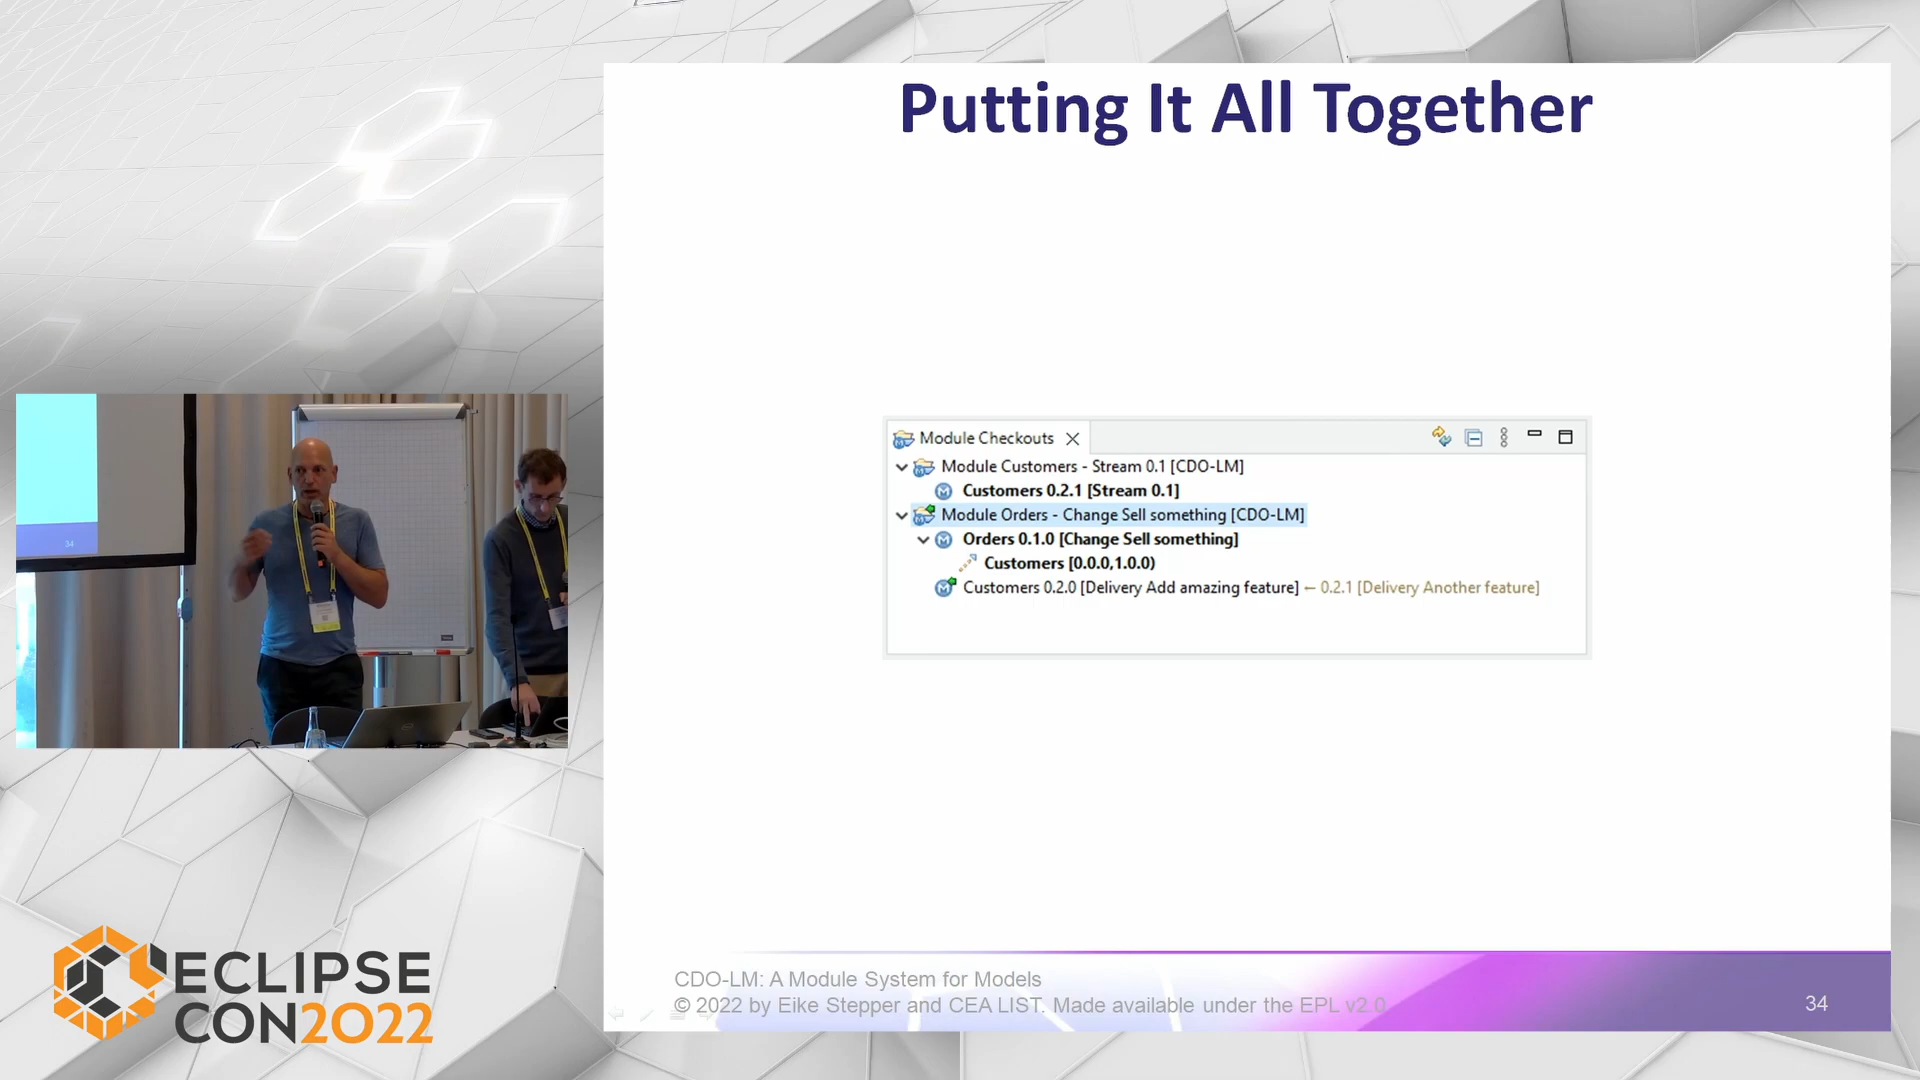 Putting It All Together
Module Checkouts
Module Customers - Stream 0.1 [CDO-LM]
Customers 0.2.1 [Stream 0.1]
Module Orders - Change Sell something [CDO-LM]
Orders 0.1.0 [Change Sell something]
Customers [0.0.0,1.0.0)
Customers 0.2.0 [Delivery Add amazing feature] ← 0.2.1 [Delivery Another feature]
34
CDO-LM: A Module System for Models
© 2022 by Eike Stepper and CEA LIST. Made available under the EPL v2.0.
34
ECLIPSE
CON2022